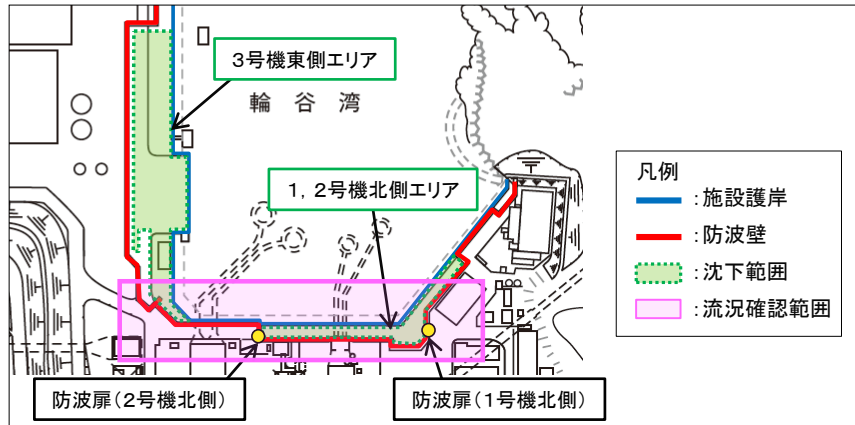 3号機東側エリア
輪谷湾
1，2号機北側エリア
防波扉（2号機北側）
防波扉（1号機北側）
凡例
：施設護岸
：防波壁
：沈下範囲
：流況確認範囲